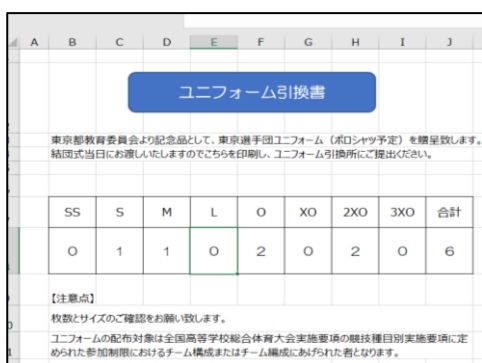 A B C D E F G H I J
ユニフォーム引換書
東京都教育委員会より記念品として、東京選手団ユニフォーム（ポロシャツ予定）を贈呈致します。
結団式当日にお渡しいたしますのでこちらを印刷し、ユニフォーム引換所にご提出ください。
SS S M L O XO 2XO 3XO 合計
0 1 1 0 2 0 2 0 6
【注意点】
枚数とサイズのご確認をお願い致します。
ユニフォームの配布対象は全国高等学校総合体育大会実施要項の競技種目別実施要項に定
められた参加制限におけるチーム構成またはチーム編成にあげられた者となります。